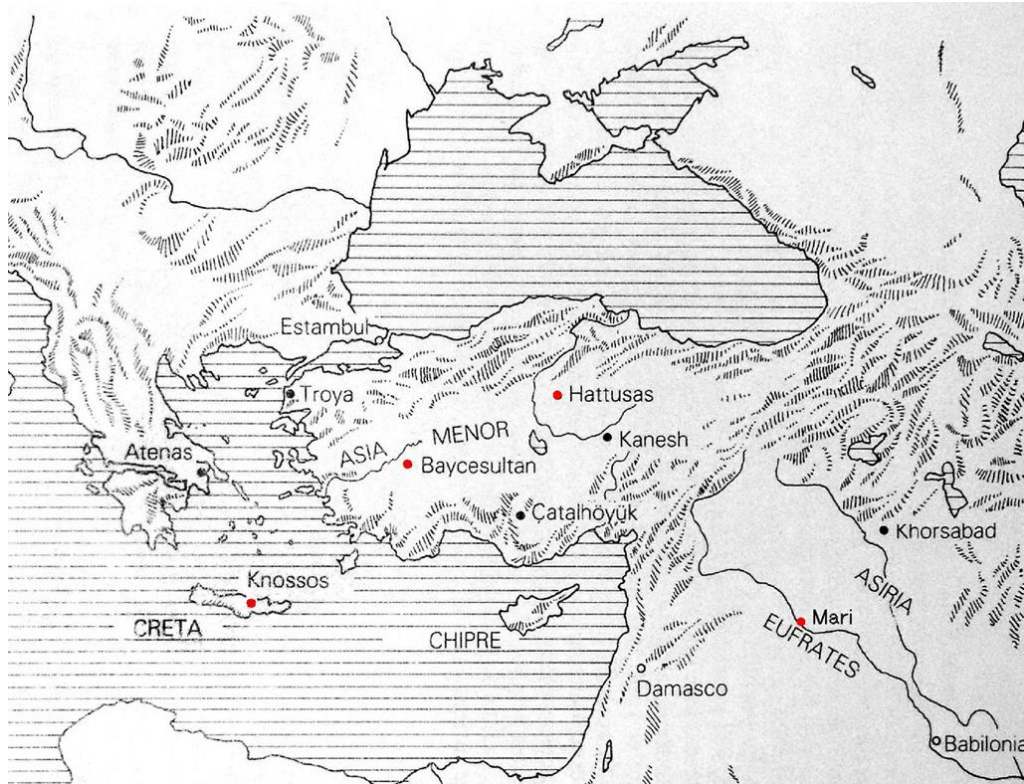 Estambul
Troya
Hattusas
ASIA MENOR
Kanesh
Atenas
Baycesultan
Çatalhöyük
Khorsabad
Knossos
ASIRIA
Mari
CRETA
CHIPRE
EUFRATES
Damasco
Babilonia